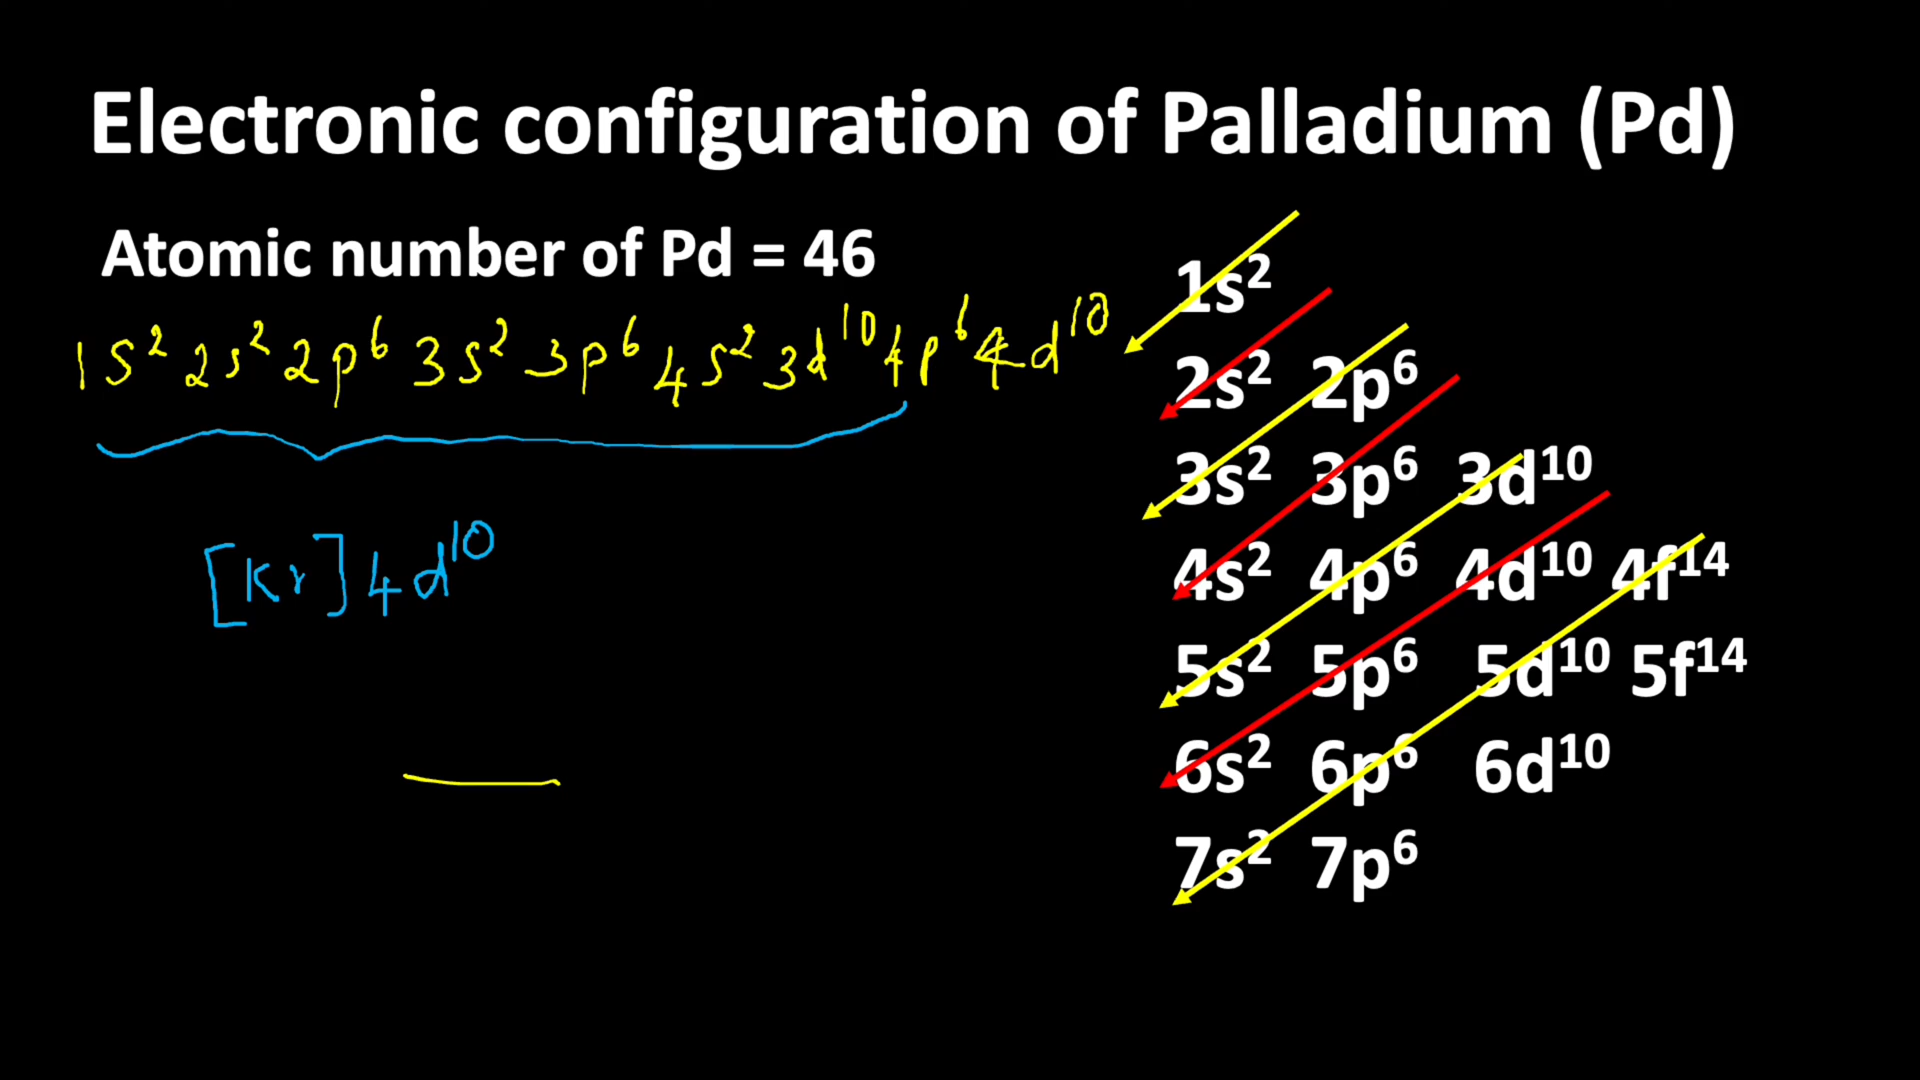 Electronic configuration of Palladium (Pd)
Atomic number of Pd = 46
1s² 2s² 2p⁶ 3s² 3p⁶ 4s² 3d¹⁰ 4p⁶ 4d¹⁰
[Kr] 4d¹⁰
1s²
2s² 2p⁶
3s² 3p⁶ 3d¹⁰
4s² 4p⁶ 4d¹⁰ 4f¹⁴
5s² 5p⁶ 5d¹⁰ 5f¹⁴
6s² 6p⁶ 6d¹⁰
7s² 7p⁶